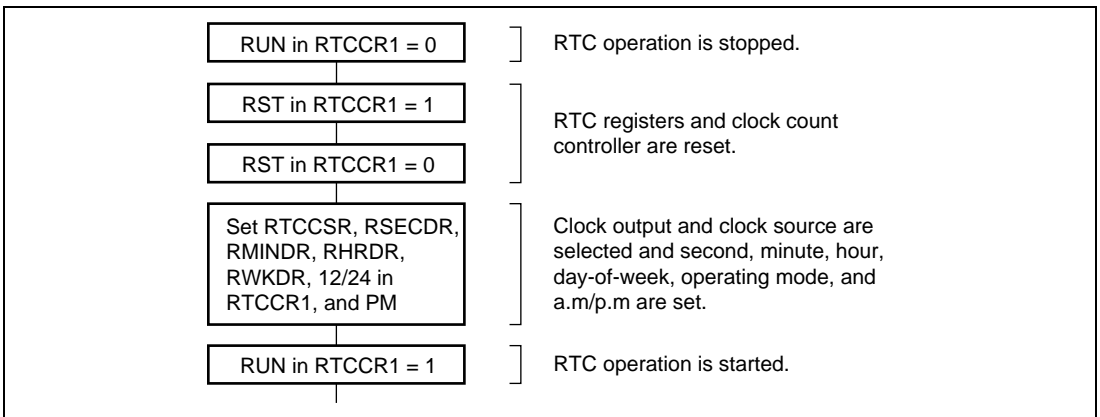 RUN in RTCCR1 = 0
RTC operation is stopped.
RST in RTCCR1 = 1
RST in RTCCR1 = 0
RTC registers and clock count
controller are reset.
Set RTCCSR, RSECDR,
RMINDR, RHRDR,
RWKDR, 12/24 in
RTCCR1, and PM
Clock output and clock source are
selected and second, minute, hour,
day-of-week, operating mode, and
a.m/p.m are set.
RUN in RTCCR1 = 1
RTC operation is started.